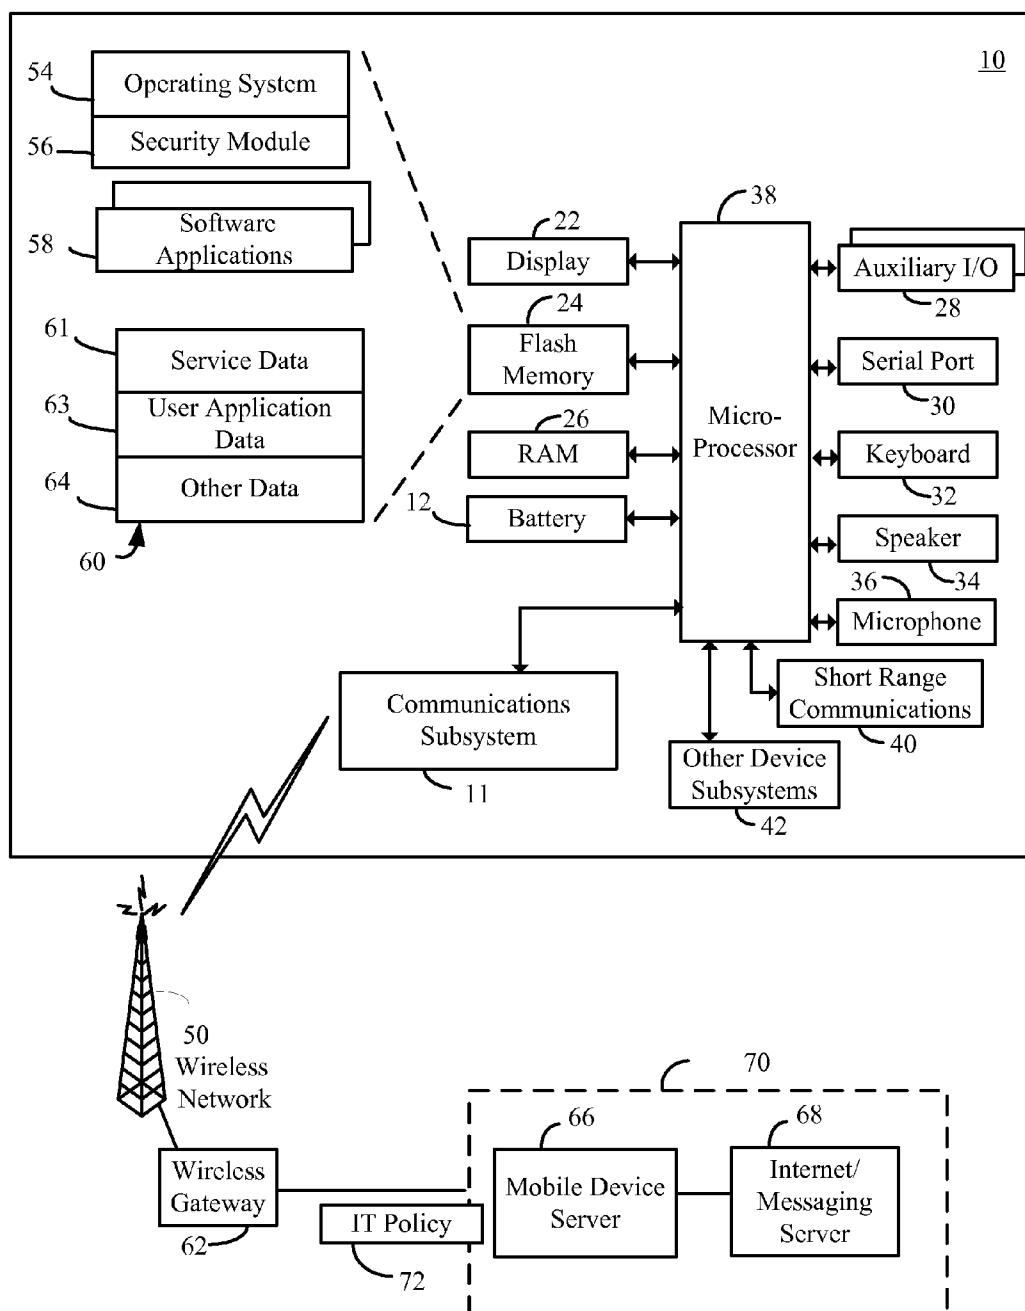 10
54
Operating System
56
Security Module
58
Software
Applications
61
Service Data
63
User Application
Data
64
Other Data
60
22
Display
24
Flash
Memory
26
RAM
12
Battery
38
Micro-
Processor
Auxiliary I/O
28
Serial Port
30
Keyboard
32
Speaker
34
36
Microphone
Short Range
Communications
40
Communications
Subsystem
11
Other Device
Subsystems
42
50
Wireless
Network
70
66
68
Wireless
Gateway
62
Mobile Device
Server
Internet/
Messaging
Server
IT Policy
72